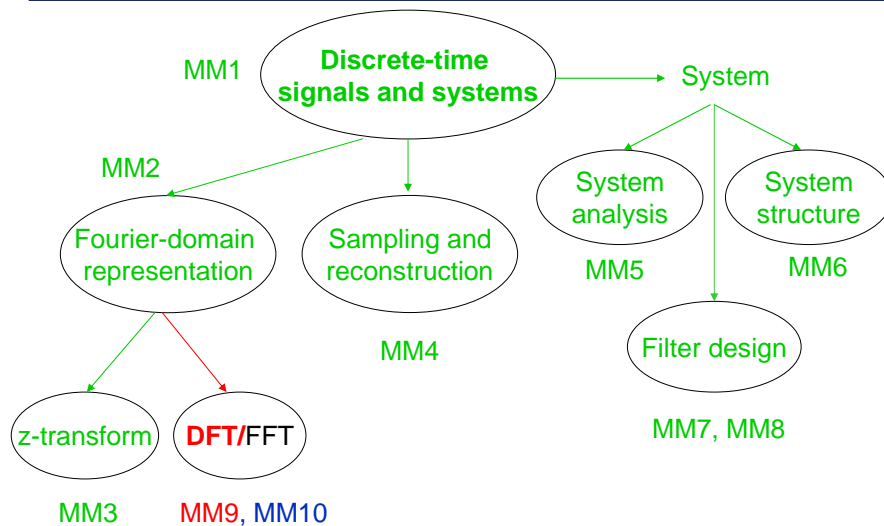 MM1
Discrete-time
signals and systems
System
MM2
Fourier-domain
representation
Sampling and
reconstruction
System
analysis
System
structure
MM5
MM6
MM4
Filter design
z-transform
DFT/FFT
MM7, MM8
MM3
MM9, MM10